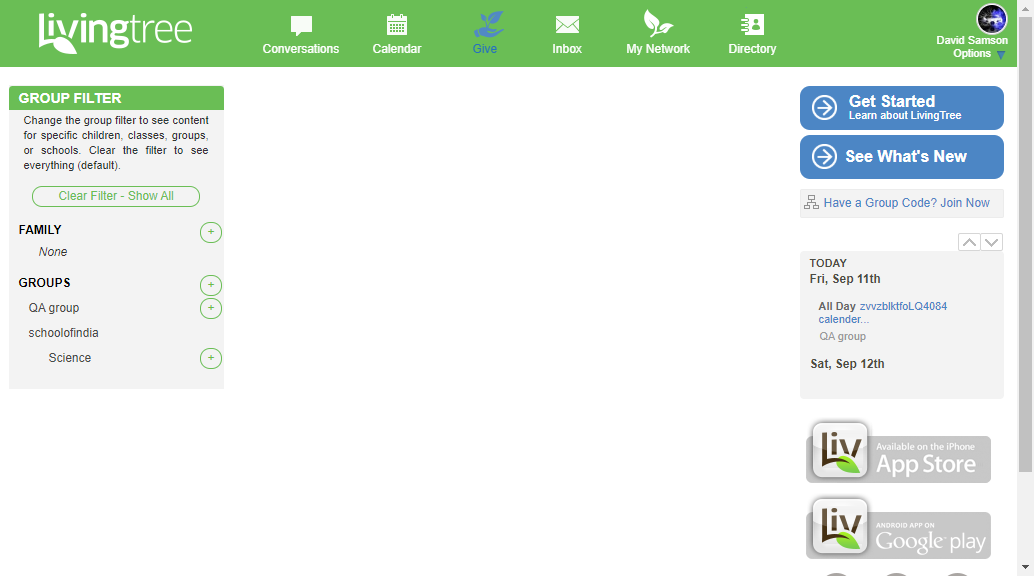 livingtree
Conversations
Calendar
Give
Inbox
My Network
Directory
David Samson
Options
GROUP FILTER
Change the group filter to see content
for specific children, classes, groups,
or schools. Clear the filter to see
everything (default).
Clear Filter - Show All
FAMILY
+
None
GROUPS
+
QA group
+
schoolofindia
Science
+
Get Started
Learn about LivingTree
See What's New
Have a Group Code? Join Now
TODAY
Fri, Sep 11th
All Day zvvzblktfoLQ4084
calender...
QA group
Sat, Sep 12th
Liv
Available on the iPhone
App Store
Liv
ANDROID APP ON
Google play